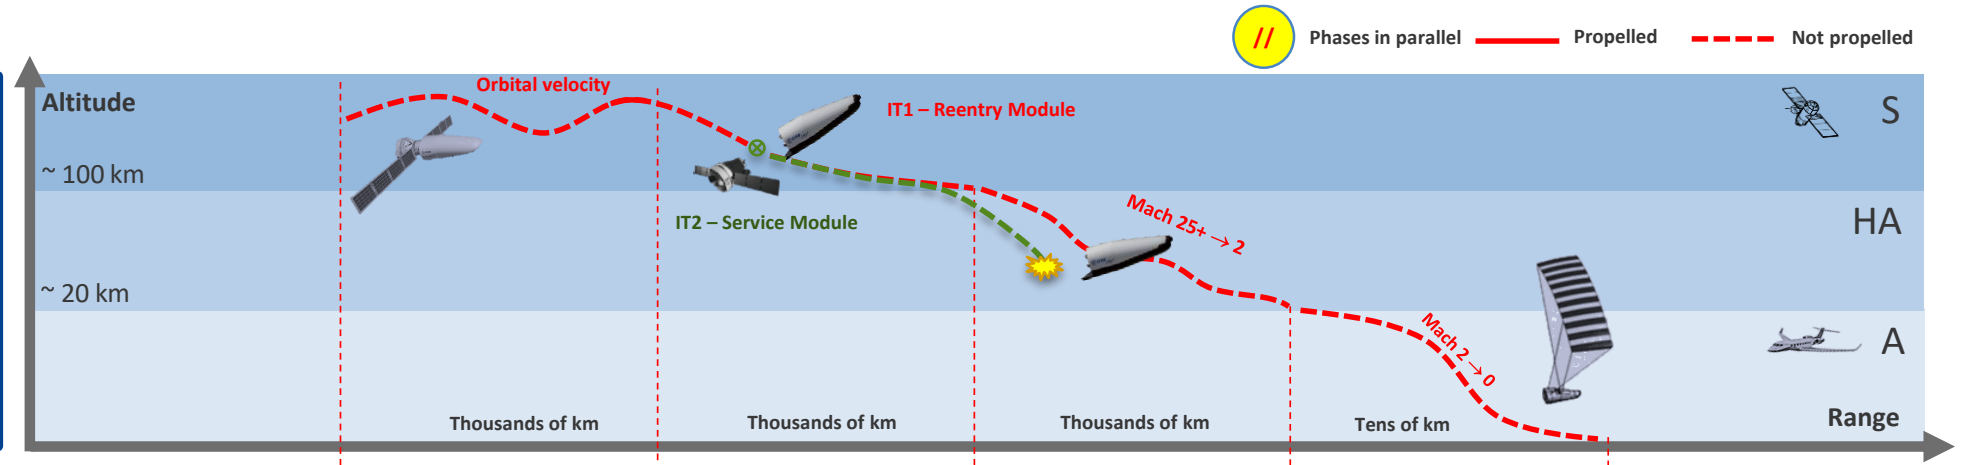 // Phases in parallel Propelled Not propelled
Altitude
Orbital velocity
IT1 – Reentry Module
S
~ 100 km
IT2 – Service Module
Mach 25+ → 2
HA
~ 20 km
Mach 2 → 0
A
Thousands of km
Thousands of km
Thousands of km
Tens of km
Range